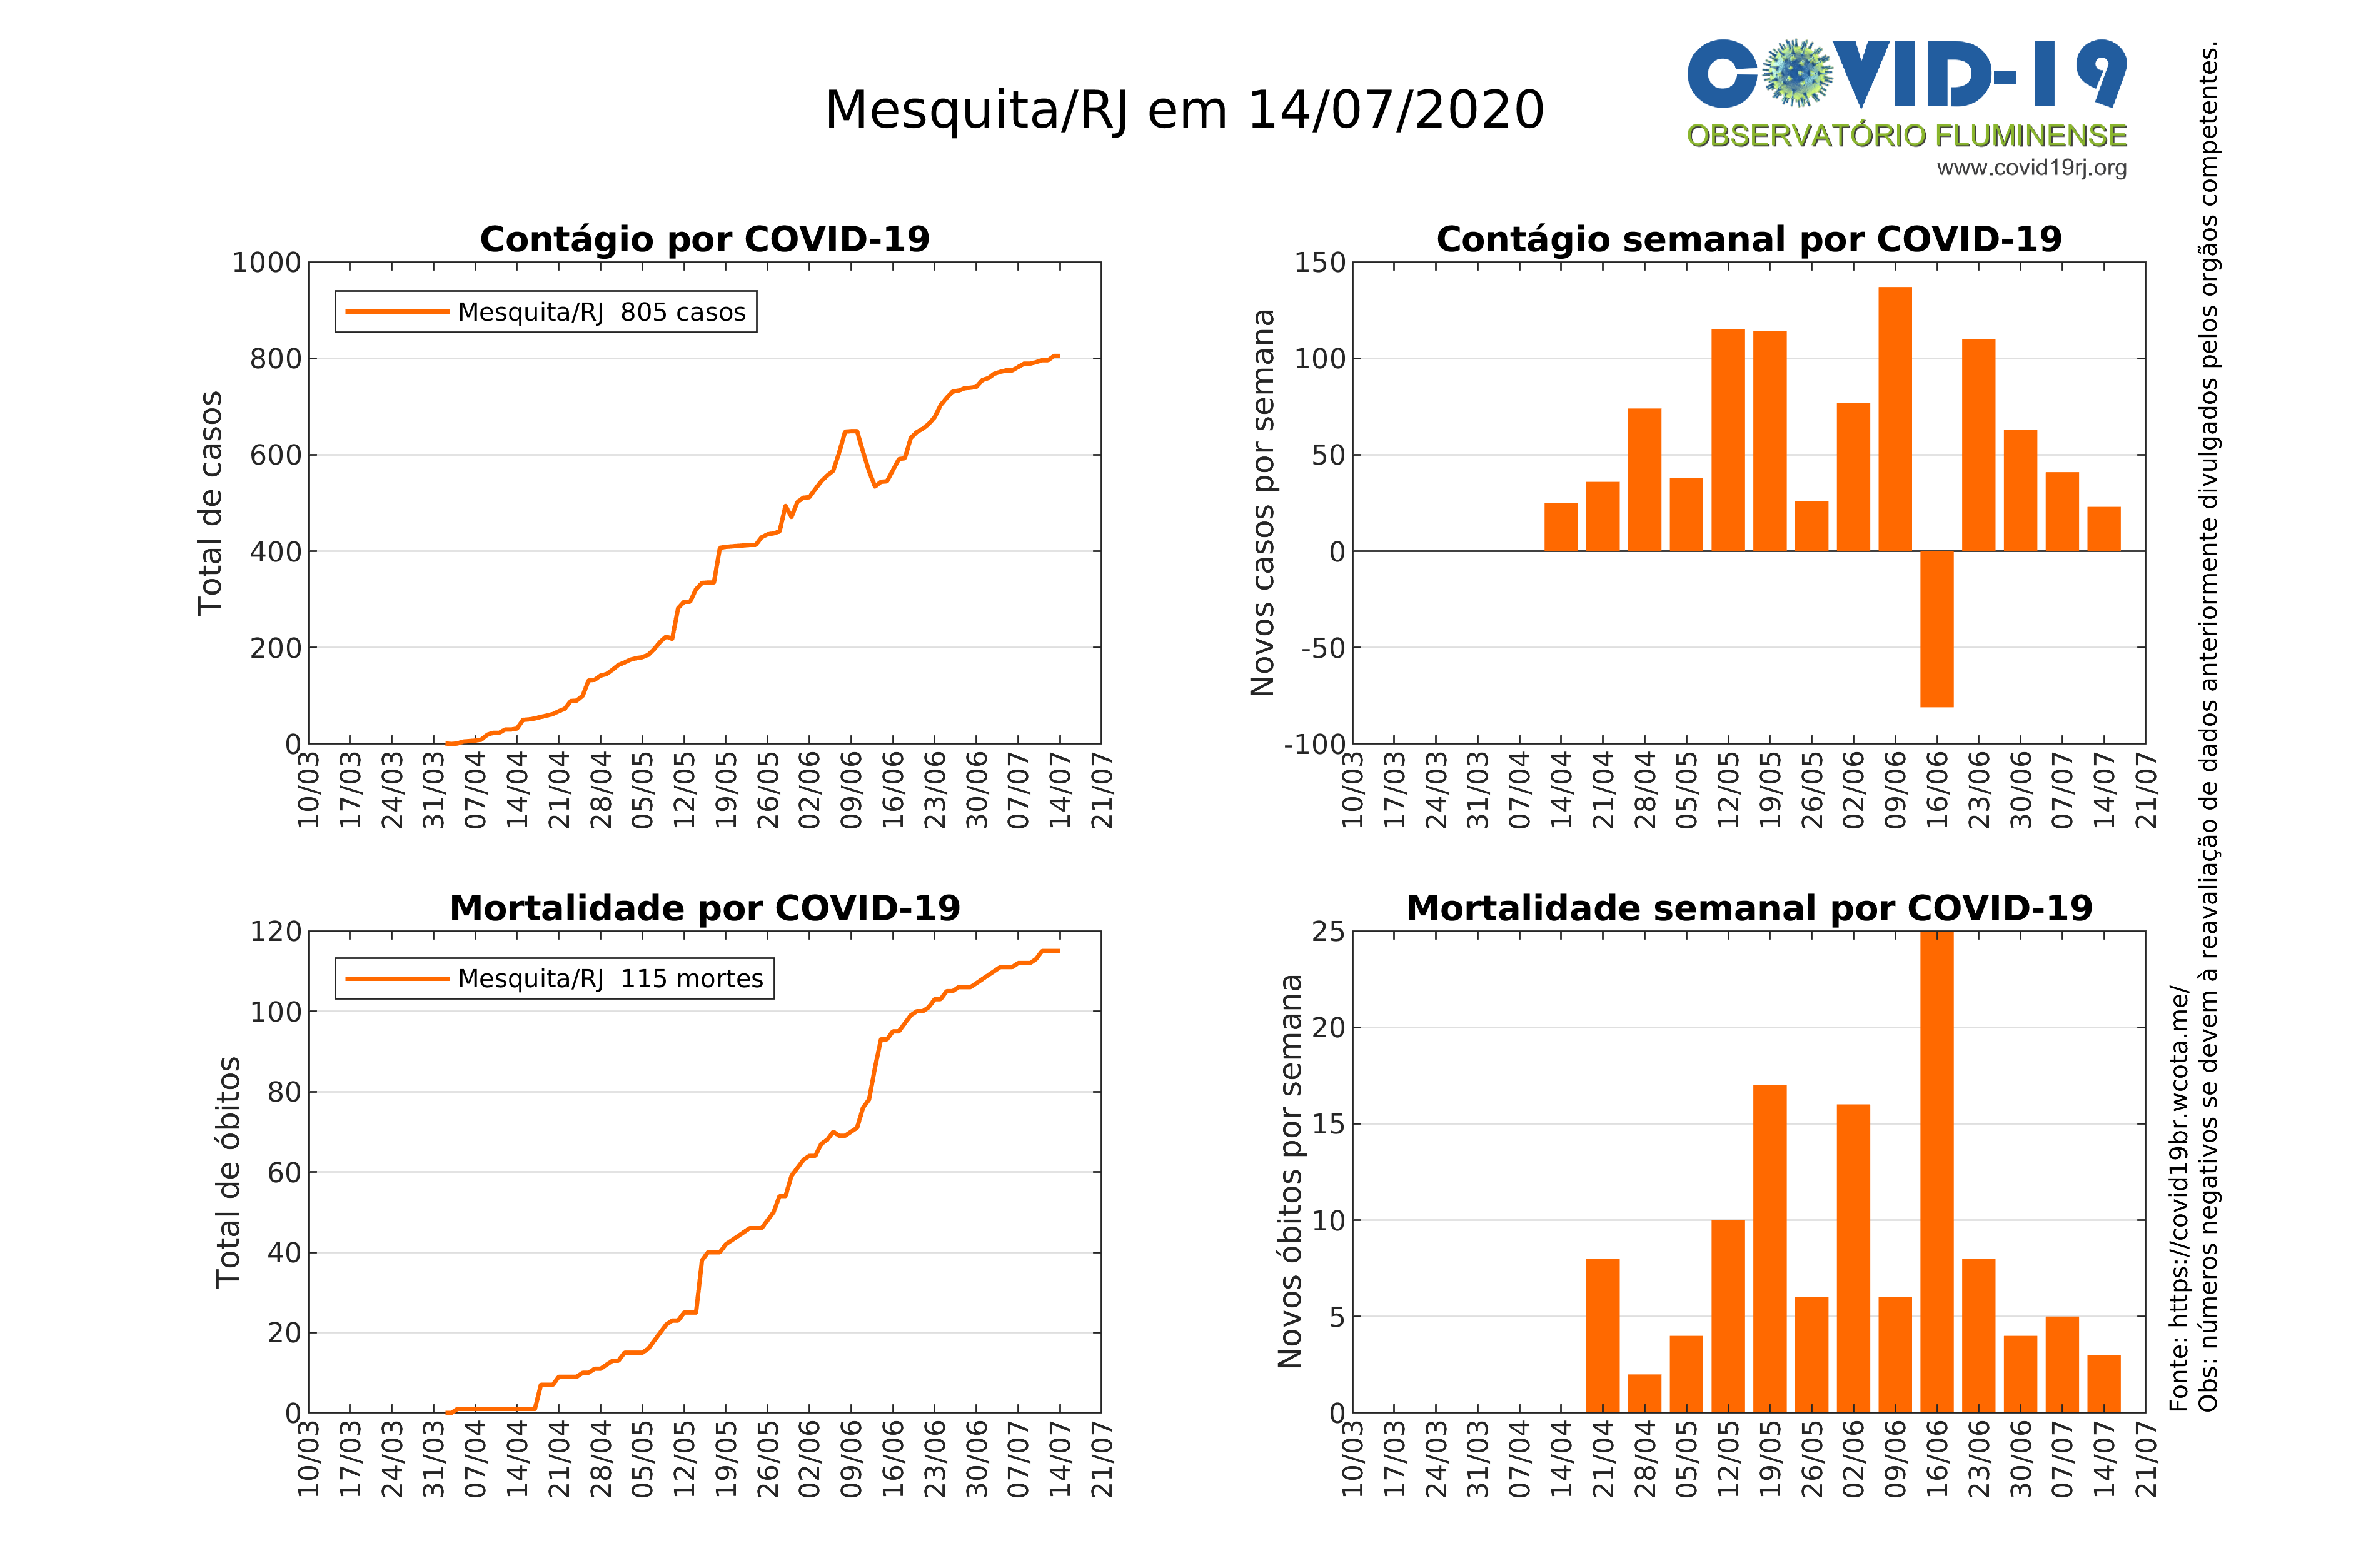 Mesquita/RJ em 14/07/2020
COVID-19
OBSERVATÓRIO FLUMINENSE
www.covid19rj.org
Contágio por COVID-19
Total de casos
1000
800
600
400
200
0
Mesquita/RJ 805 casos
10/03 17/03 24/03 31/03 07/04 14/04 21/04 28/04 05/05 12/05 19/05 26/05 02/06 09/06 16/06 23/06 30/06 07/07 14/07 21/07
Contágio semanal por COVID-19
Novos casos por semana
150
100
50
0
-50
-100
10/03 17/03 24/03 31/03 07/04 14/04 21/04 28/04 05/05 12/05 19/05 26/05 02/06 09/06 16/06 23/06 30/06 07/07 14/07 21/07
Mortalidade por COVID-19
Total de óbitos
120
100
80
60
40
20
0
Mesquita/RJ 115 mortes
10/03 17/03 24/03 31/03 07/04 14/04 21/04 28/04 05/05 12/05 19/05 26/05 02/06 09/06 16/06 23/06 30/06 07/07 14/07 21/07
Mortalidade semanal por COVID-19
Novos óbitos por semana
25
20
15
10
5
0
10/03 17/03 24/03 31/03 07/04 14/04 21/04 28/04 05/05 12/05 19/05 26/05 02/06 09/06 16/06 23/06 30/06 07/07 14/07 21/07
Fonte: https://covid19br.wcota.me/
Obs: números negativos se devem à reavaliação de dados anteriormente divulgados pelos orgãos competentes.